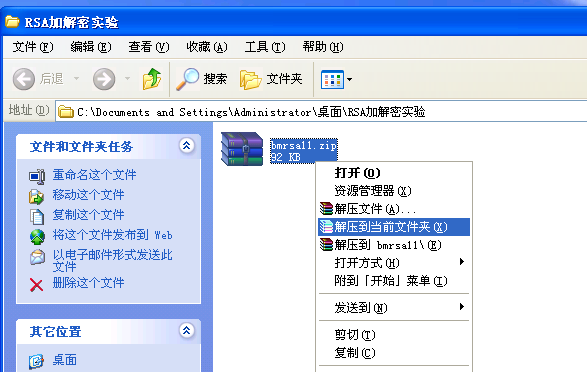 RSA加解密实验
文件(F) 编辑(E) 查看(V) 收藏(A) 工具(T) 帮助(H)
后退 搜索 文件夹
地址(D) C:\Documents and Settings\Administrator\桌面\RSA加解密实验
文件和文件夹任务
重命名这个文件
移动这个文件
复制这个文件
将这个文件发布到 Web
以电子邮件形式发送此
文件
删除这个文件
其它位置
桌面
bmrsa11.zip
92 KB
打开(O)
资源管理器(X)
解压文件(A)...
解压到当前文件夹(X)
解压到 bmrsa11\(E)
打开方式(H)
附到「开始」菜单(I)
发送到(N)
剪切(T)
复制(C)